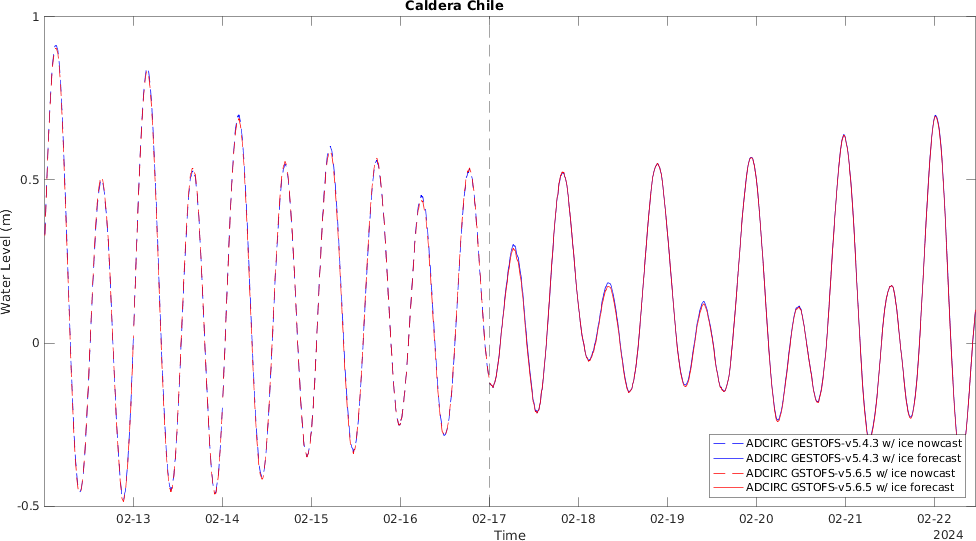 Caldera Chile
1
0.5
0
-0.5
Water Level (m)
02-13
02-14
02-15
02-16
02-17
02-18
02-19
02-20
02-21
02-22
Time
2024
ADCIRC GESTOFS-v5.4.3 w/ ice nowcast
ADCIRC GESTOFS-v5.4.3 w/ ice forecast
ADCIRC GSTOFS-v5.6.5 w/ ice nowcast
ADCIRC GSTOFS-v5.6.5 w/ ice forecast